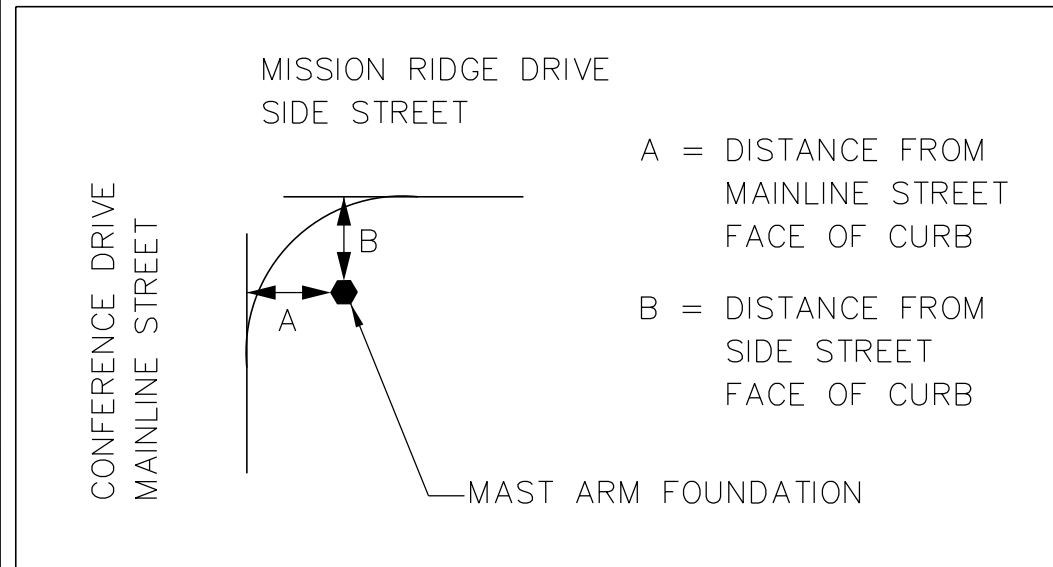 MISSION RIDGE DRIVE
SIDE STREET
A = DISTANCE FROM
MAINLINE STREET
FACE OF CURB
B
A
B = DISTANCE FROM
SIDE STREET
FACE OF CURB
CONFERENCE DRIVE
MAINLINE STREET
MAST ARM FOUNDATION